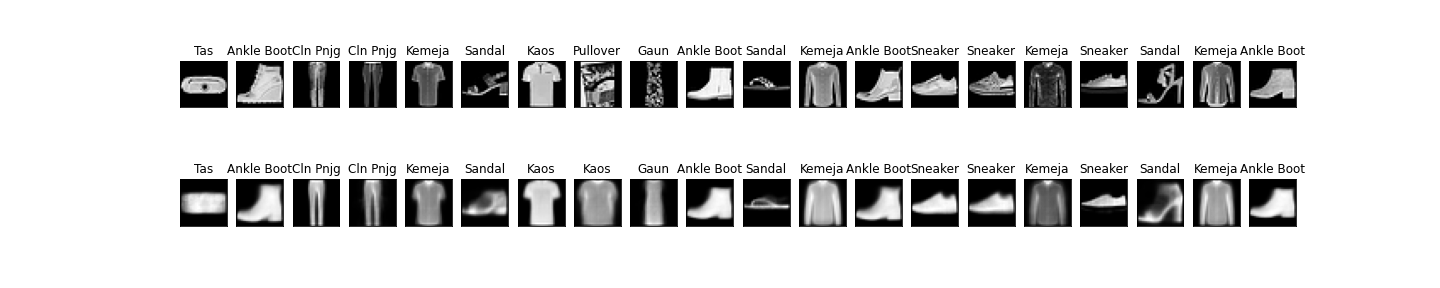 Tas Ankle Boot Cln Pnjg Cln Pnjg Kemeja Sandal Kaos Pullover Gaun Ankle Boot Sandal Kemeja Ankle Boot Sneaker Sneaker Kemeja Sneaker Sandal Kemeja Ankle Boot
Tas Ankle Boot Cln Pnjg Cln Pnjg Kemeja Sandal Kaos Kaos Gaun Ankle Boot Sandal Kemeja Ankle Boot Sneaker Sneaker Kemeja Sneaker Sandal Kemeja Ankle Boot